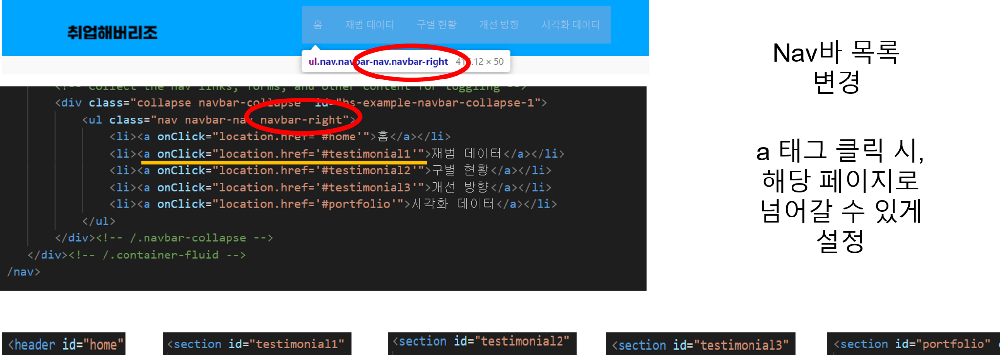 취업해버리조
홈 재범 데이터 구별 현황 개선 방향 시각화 데이터
ul.nav.navbar-nav.navbar-right 41 .12 × 50
Nav바 목록
변경
a 태그 클릭 시,
해당 페이지로
넘어갈 수 있게
설정
<!-- Collect the nav links, forms, and other content for toggling -->
<div class="collapse navbar-collapse" id="bs-example-navbar-collapse-1">
<ul class="nav navbar-nav navbar-right">
<li><a onClick="location.href='#home'">홈</a></li>
<li><a onClick="location.href='#testimonial1'">재범 데이터</a></li>
<li><a onClick="location.href='#testimonial2'">구별 현황</a></li>
<li><a onClick="location.href='#testimonial3'">개선 방향</a></li>
<li><a onClick="location.href='#portfolio'">시각화 데이터</a></li>
</ul>
</div><!-- /.navbar-collapse -->
</div><!-- /.container-fluid -->
/nav>
<header id="home"
<section id="testimonial1"
<section id="testimonial2"
<section id="testimonial3"
<section id="portfolio"